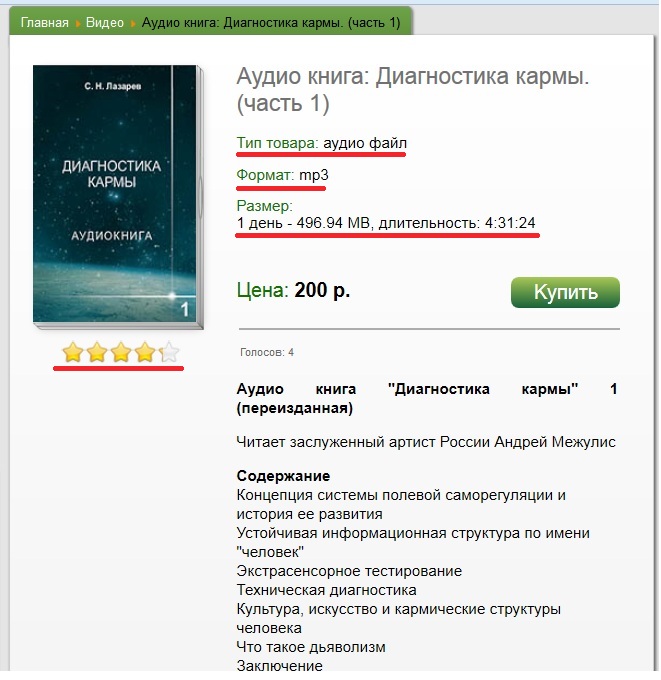 Главная Видео Аудио книга: Диагностика кармы. (часть 1)
С. Н. Лазарев
ДИАГНОСТИКА
КАРМЫ
АУДИОКНИГА
1
Аудио книга: Диагностика кармы.
(часть 1)
Тип товара: аудио файл
Формат: mp3
Размер:
1 день - 496.94 MB, длительность: 4:31:24
Цена: 200 р.
Купить
Голосов: 4
Аудио книга "Диагностика кармы" 1
(переизданная)
Читает заслуженный артист России Андрей Межулис
Содержание
Концепция системы полевой саморегуляции и
история ее развития
Устойчивая информационная структура по имени
"человек"
Экстрасенсорное тестирование
Техническая диагностика
Культура, искусство и кармические структуры
человека
Что такое дьяволизм
Заключение